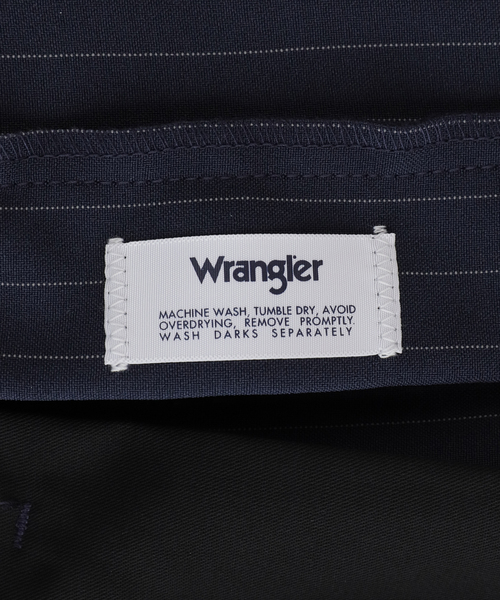 Wrangler
MACHINE WASH, TUMBLE DRY, AVOID
OVERDRYING, REMOVE PROMPTLY.
WASH DARKS SEPARATELY